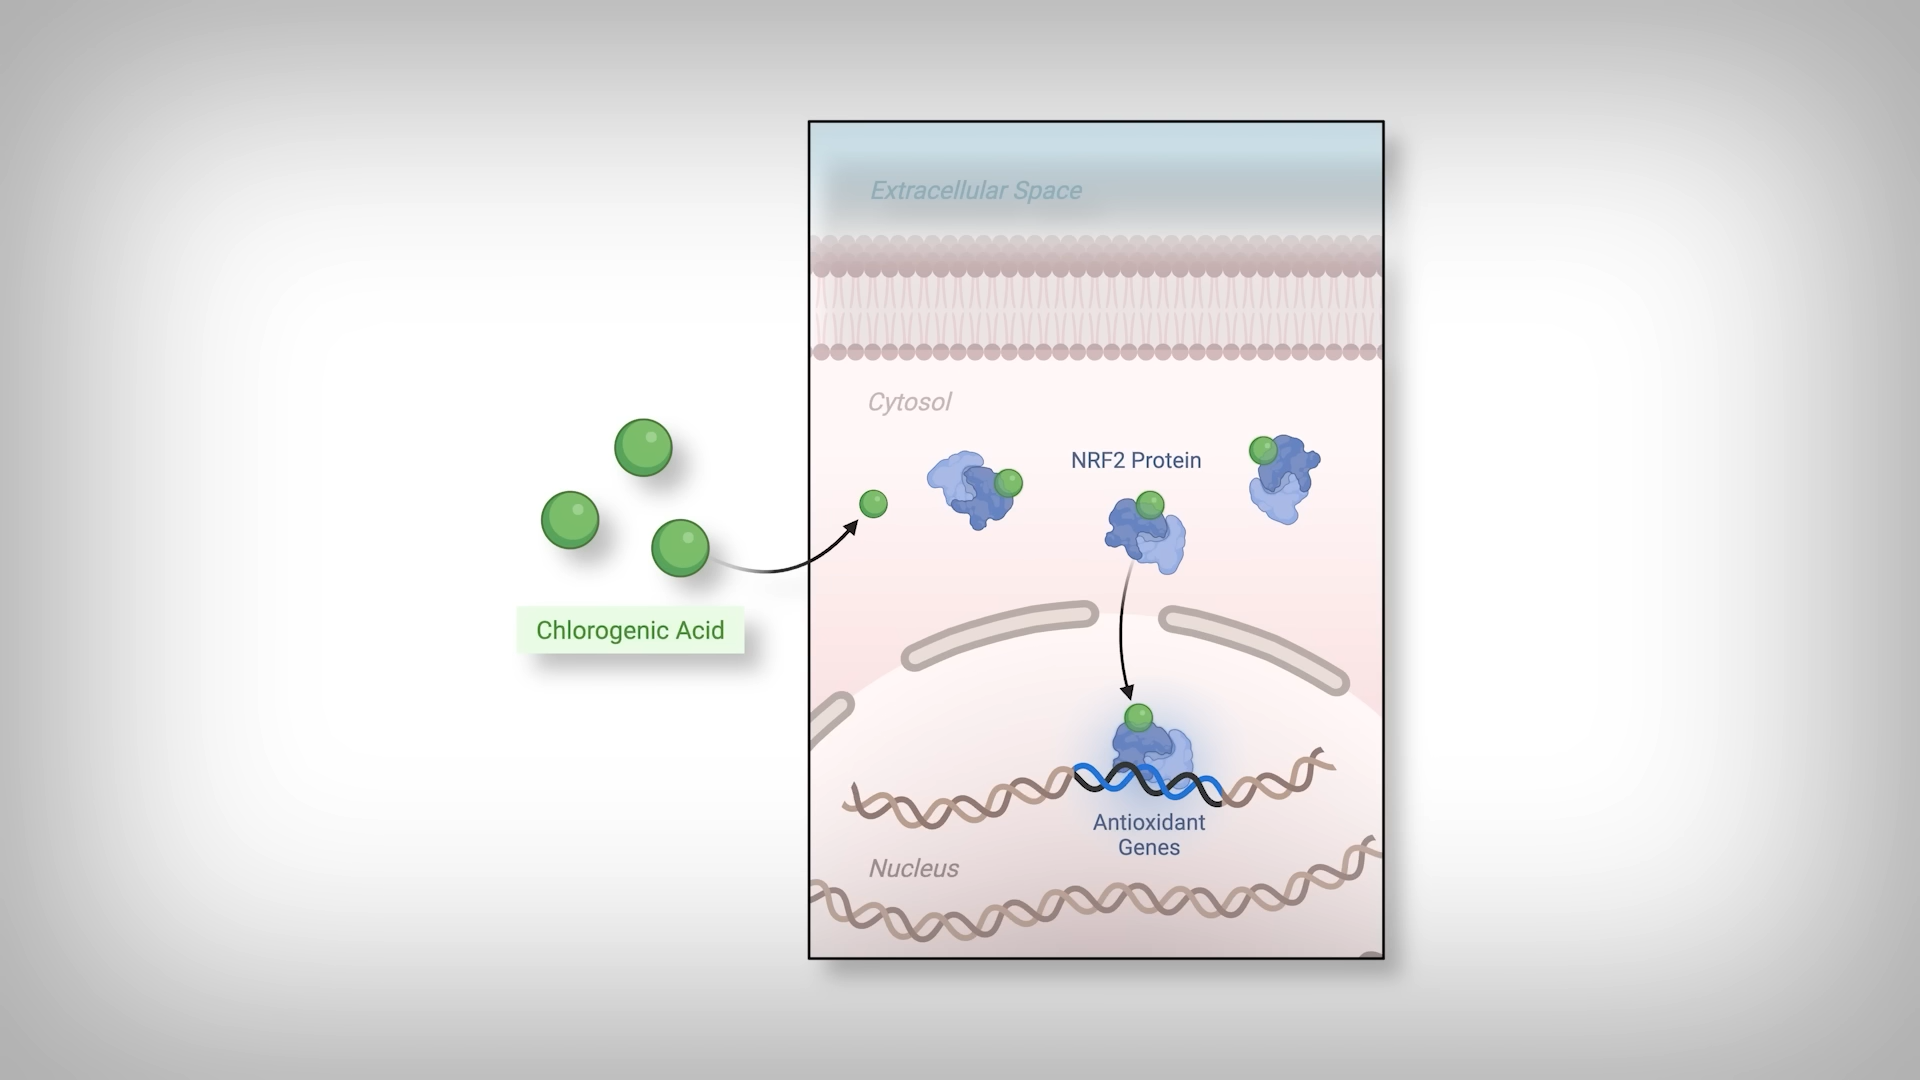 Extracellular Space
Cytosol
NRF2 Protein
Chlorogenic Acid
Antioxidant
Genes
Nucleus